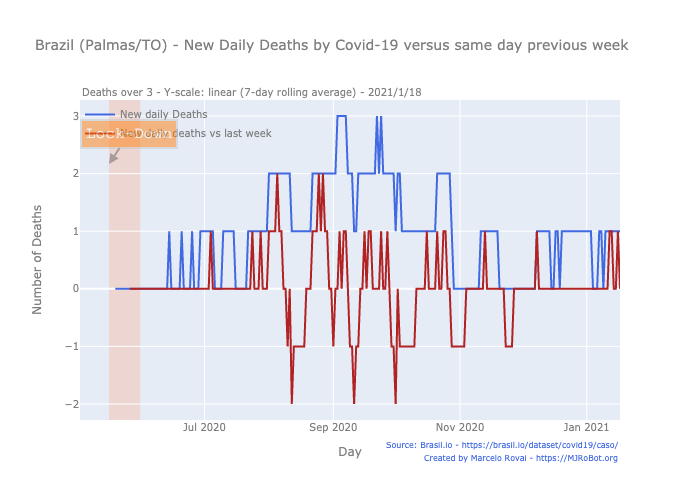 Brazil (Palmas/TO) - New Daily Deaths by Covid-19 versus same day previous week
Deaths over 3 - Y-scale: linear (7-day rolling average) - 2021/1/18
New daily Deaths
deaths vs last week
Lock Down
Number of Deaths
3
2
1
0
−1
−2
Jul 2020
Sep 2020
Nov 2020
Jan 2021
Day
Source: Brasil.io - https://brasil.io/dataset/covid19/caso/
Created by Marcelo Rovai - https://MJRoBot.org